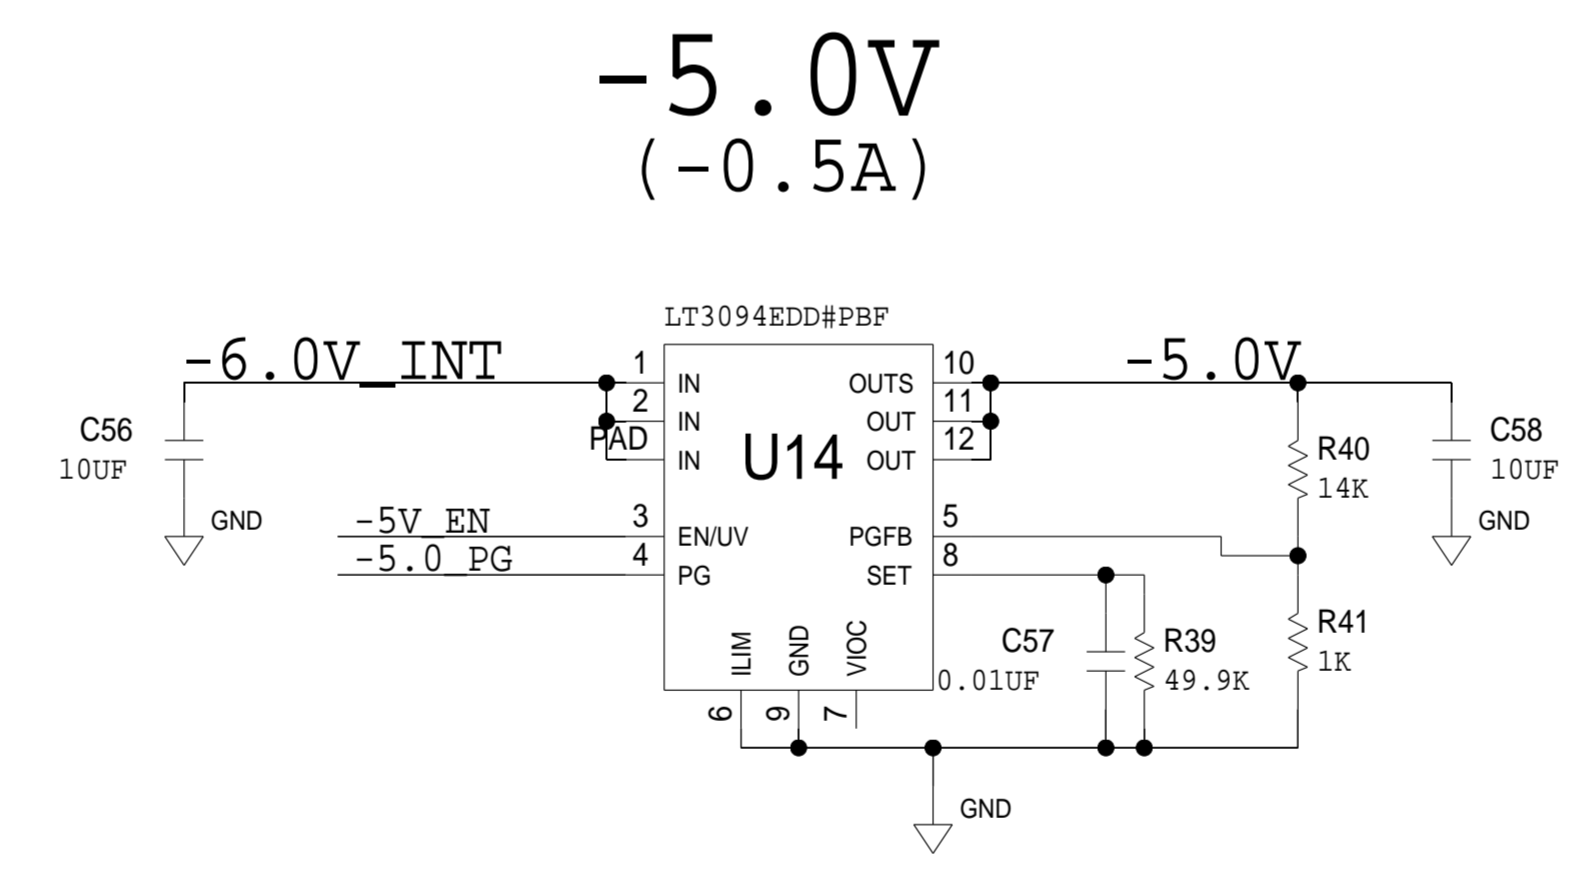 -5.0V
(-0.5A)
LT3094EDD#PBF
-6.0V_INT
-5.0V
1
IN
OUTS
10
2
IN
OUT
11
PAD
IN
U14
OUT
12
C56
10UF
GND
R40
14K
C58
10UF
GND
-5V_EN
3
EN/UV
PGFB
5
-5.0_PG
4
PG
SET
8
ILIM
GND
VIOC
6
9
7
C57
0.01UF
R39
49.9K
R41
1K
GND